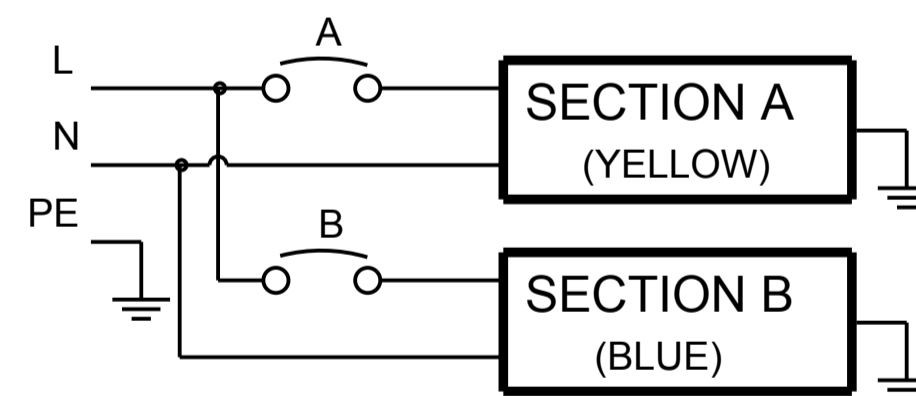 L
A
SECTION A
(YELLOW)
N
PE
B
SECTION B
(BLUE)